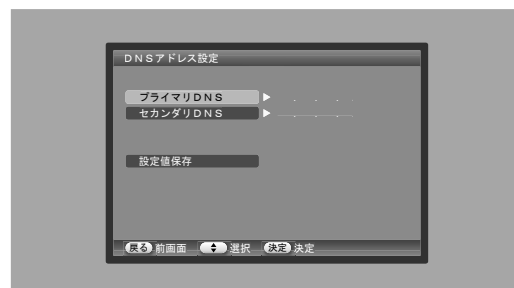 DNSアドレス設定
プライマリDNS ▶ . . .
セカンダリDNS ▶ . . .
設定値保存
戻る 前画面 選択 決定 決定